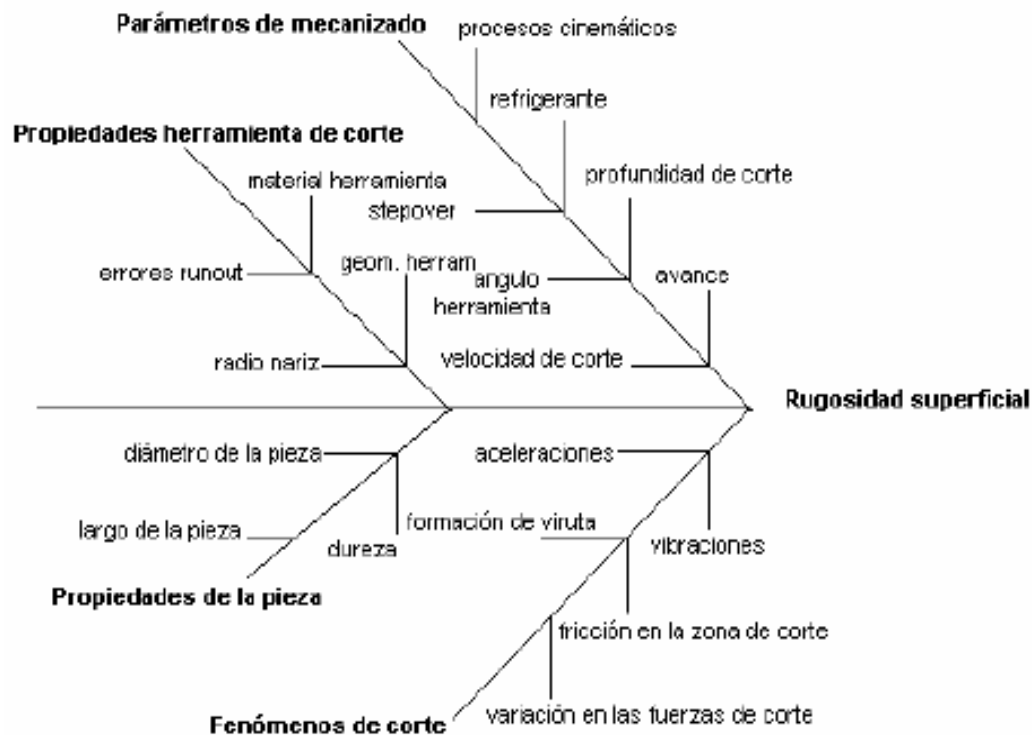 Parámetros de mecanizado
procesos cinemáticos
refrigerante
profundidad de corte
stepover
angulo
herramienta
avance
velocidad de corte
Propiedades herramienta de corte
material herramienta
errores runout
geom. herram
radio nariz
Rugosidad superficial
diámetro de la pieza
largo de la pieza
dureza
Propiedades de la pieza
aceleraciones
formación de viruta
vibraciones
fricción en la zona de corte
variación en las fuerzas de corte
Fenómenos de corte